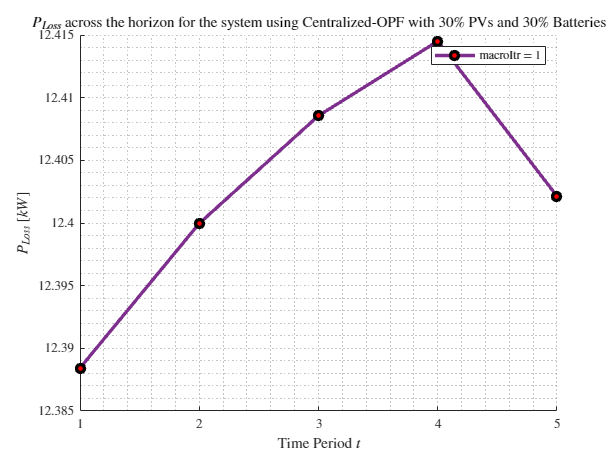 P_Loss across the horizon for the system using Centralized-OPF with 30% PVs and 30% Batteries
12.415
macroItr = 1
12.41
12.405
12.4
12.395
12.39
12.385
P_Loss [kW]
1 2 3 4 5
Time Period t